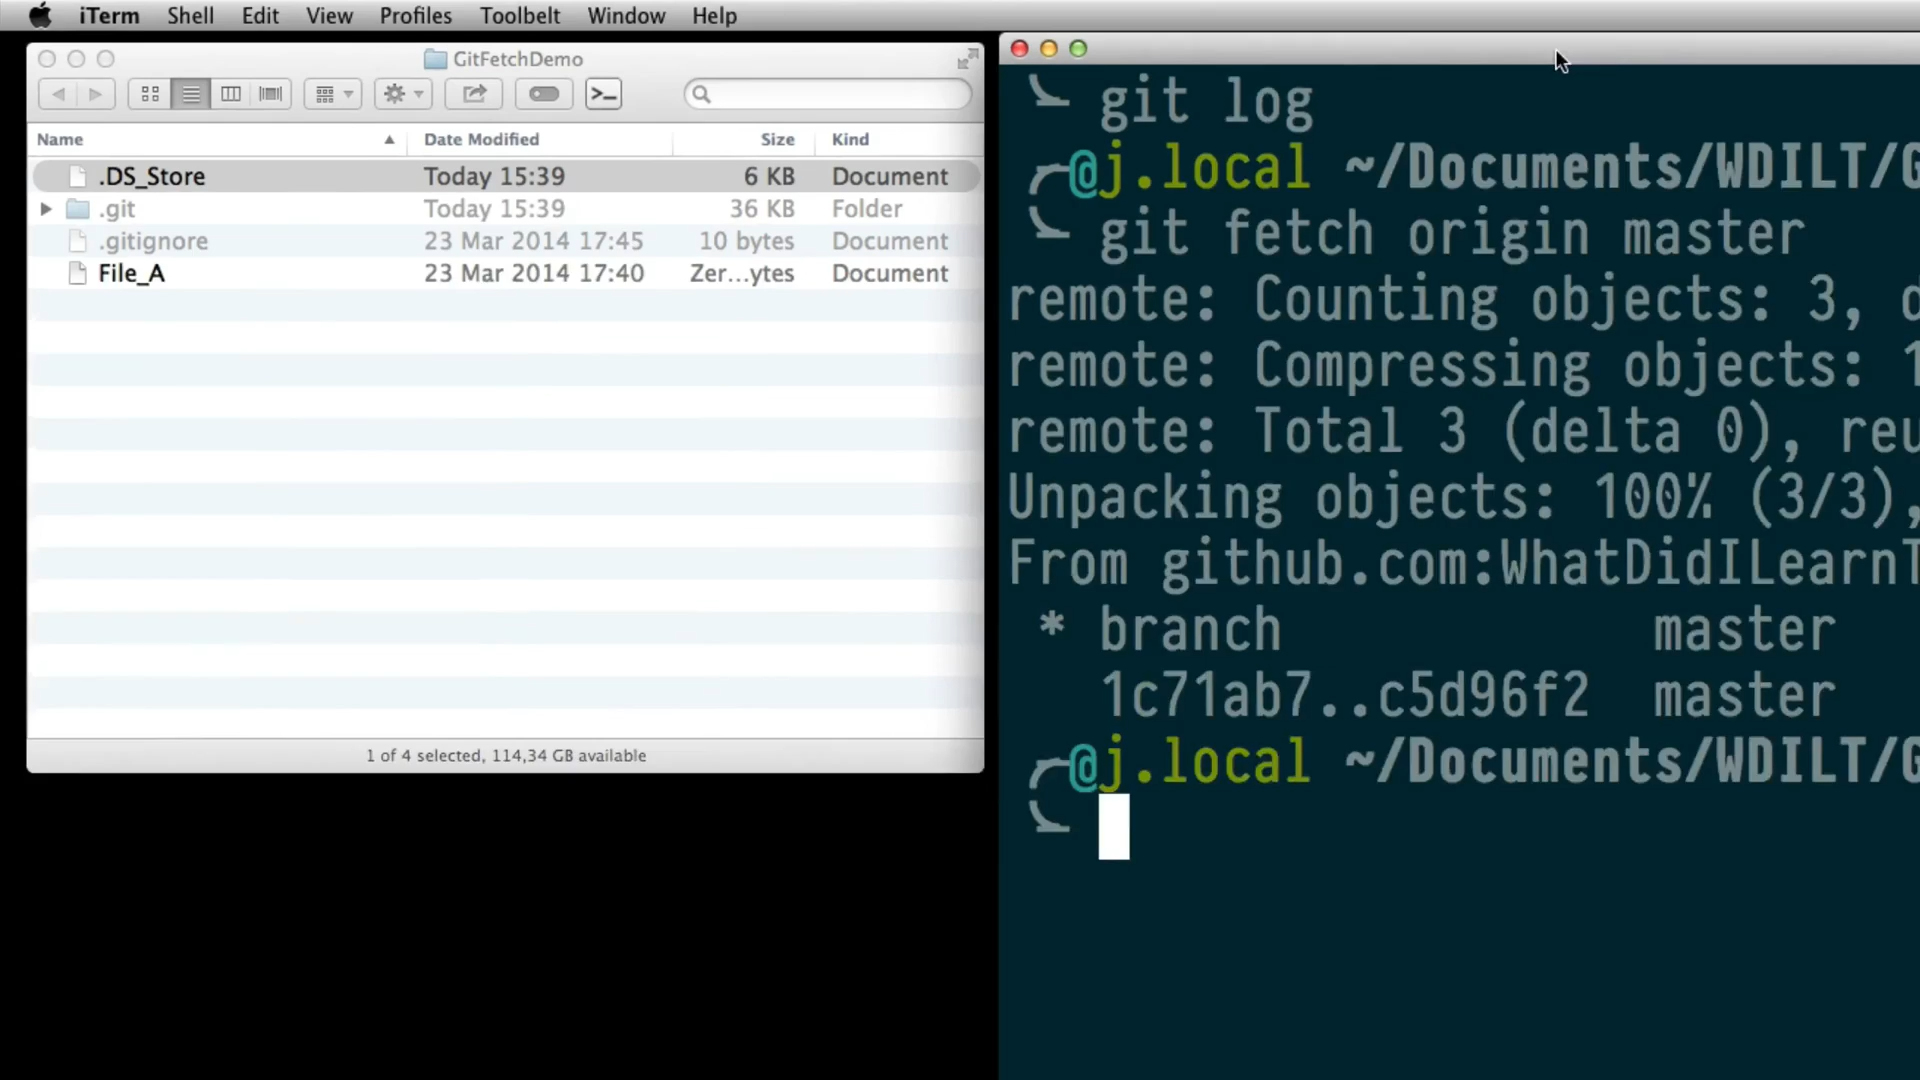 iTerm Shell Edit View Profiles Toolbelt Window Help
GitFetchDemo
Name Date Modified Size Kind
.DS_Store Today 15:39 6 KB Document
.git Today 15:39 36 KB Folder
.gitignore 23 Mar 2014 17:45 10 bytes Document
File_A 23 Mar 2014 17:40 Zer...ytes Document
1 of 4 selected, 114,34 GB available
git log
@j.local ~/Documents/WDILT/G
git fetch origin master
remote: Counting objects: 3,
remote: Compressing objects: 1
remote: Total 3 (delta 0), reu
Unpacking objects: 100% (3/3),
From github.com:WhatDidILearnT
* branch master
1c71ab7..c5d96f2 master
@j.local ~/Documents/WDILT/G